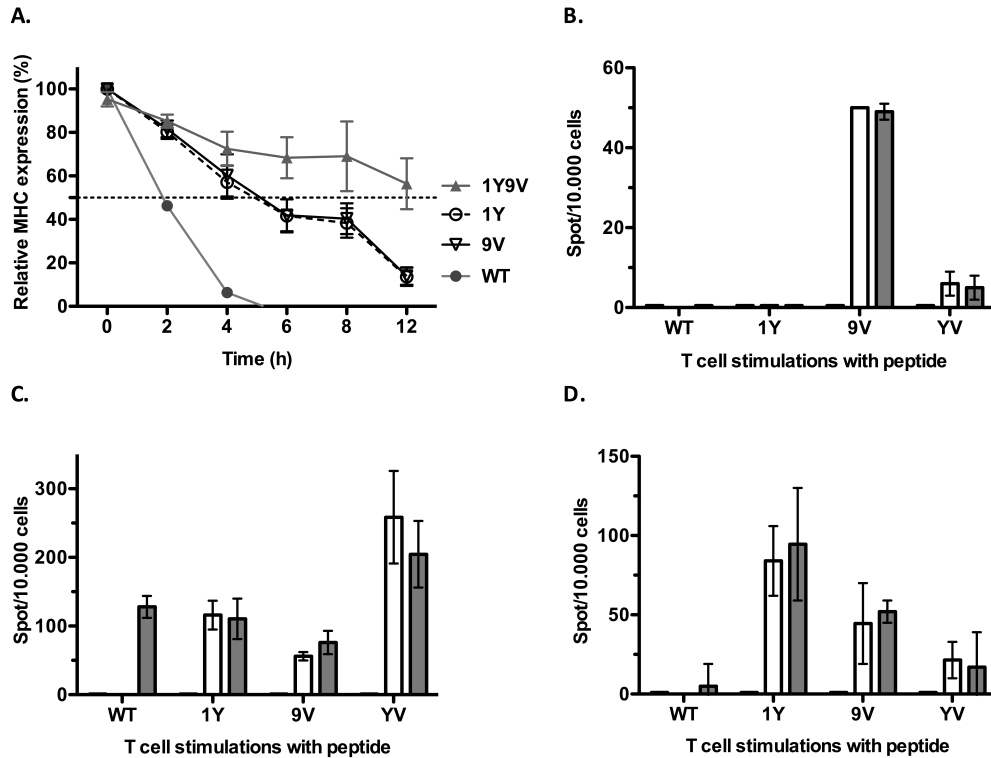 A.
Relative MHC expression (%)
100
80
60
40
20
0
0 2 4 6 8 12
Time (h)
1Y9V
1Y
9V
WT
B.
Spot/10.000 cells
60
40
20
0
WT 1Y 9V YV
T cell stimulations with peptide
C.
Spot/10.000 cells
300
200
100
0
WT 1Y 9V YV
T cell stimulations with peptide
D.
Spot/10.000 cells
150
100
50
0
WT 1Y 9V YV
T cell stimulations with peptide